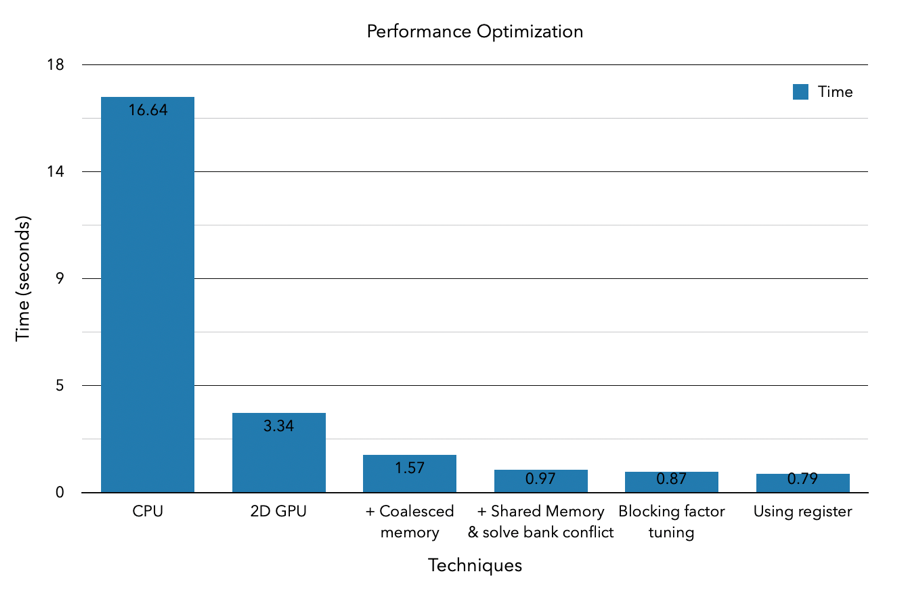 Performance Optimization
18
14
9
5
0
Time (seconds)
Time
16.64
3.34
1.57
0.97
0.87
0.79
CPU
2D GPU
+ Coalesced
memory
+ Shared Memory
& solve bank conflict
Blocking factor
tuning
Using register
Techniques